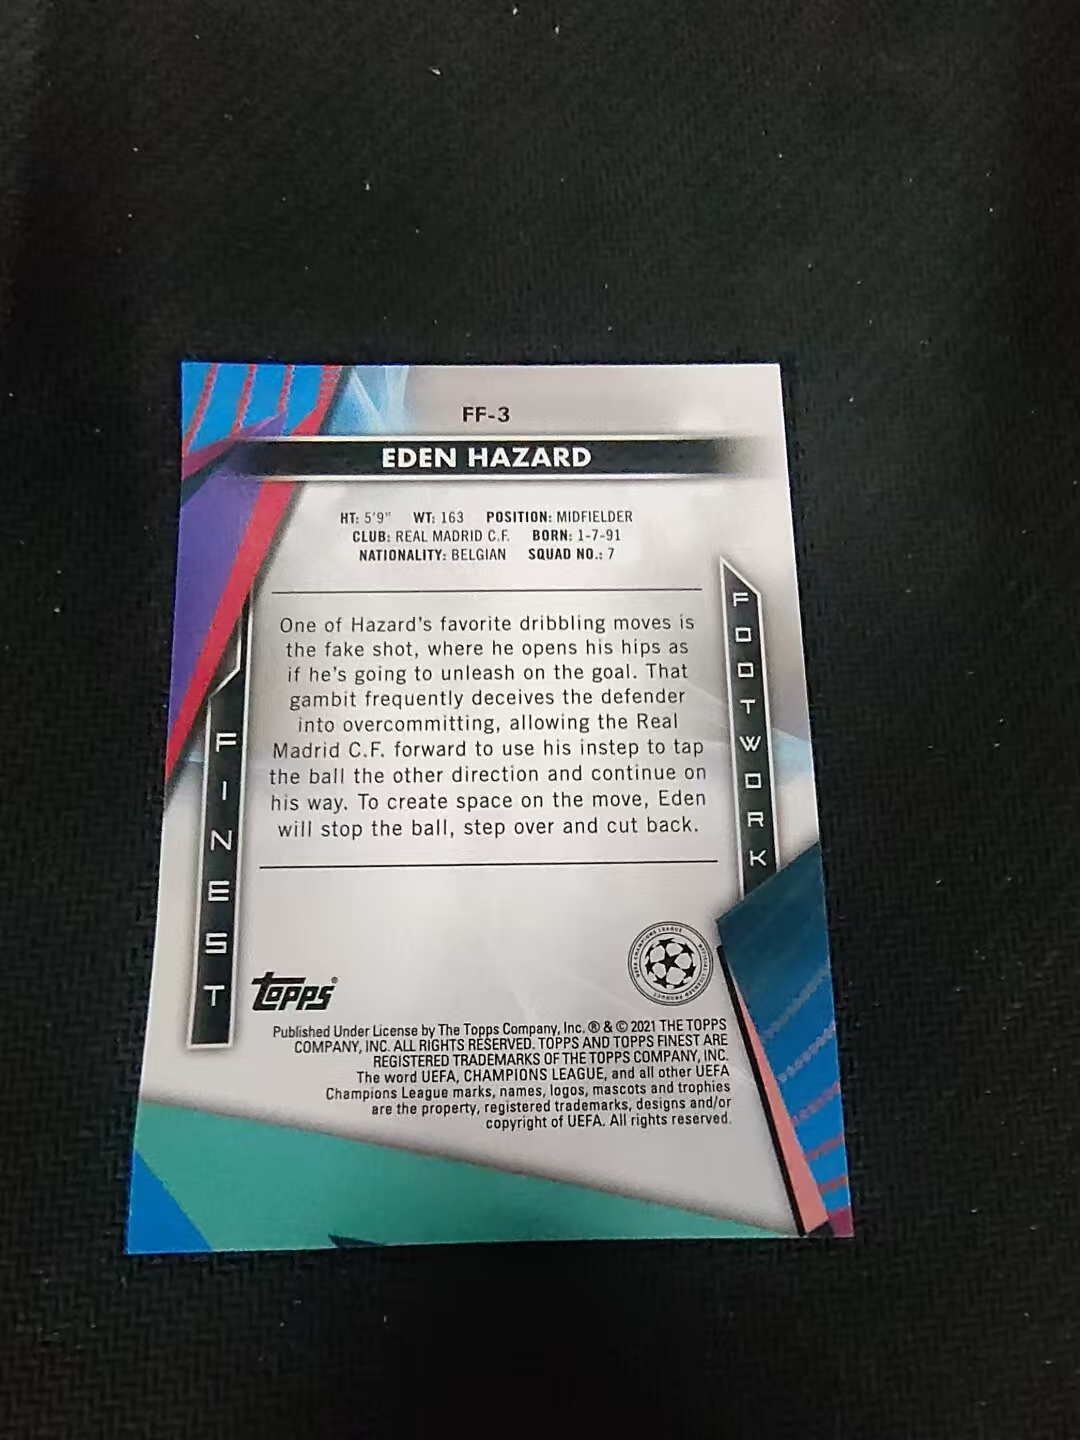 FF-3
EDEN HAZARD
HT: 5'9" WT: 163 POSITION: MIDFIELDER
CLUB: REAL MADRID C.F. BORN: 1-7-91
NATIONALITY: BELGIAN SQUAD NO.: 7
One of Hazard's favorite dribbling moves is
the fake shot, where he opens his hips as
if he's going to unleash on the goal. That
gambit frequently deceives the defender
into overcommitting, allowing the Real
Madrid C.F. forward to use his instep to tap
the ball the other direction and continue on
his way. To create space on the move, Eden
will stop the ball, step over and cut back.
FINEST
FOOTWORK
Topps®
UEFA CHAMPIONS LEAGUE
OFFICIAL LICENSED PRODUCT
Published Under License by The Topps Company, Inc. ® & © 2021 THE TOPPS
COMPANY, INC. ALL RIGHTS RESERVED. TOPPS AND TOPPS FINEST ARE
REGISTERED TRADEMARKS OF THE TOPPS COMPANY, INC.
The word UEFA, CHAMPIONS LEAGUE, and all other UEFA
Champions League marks, names, logos, mascots and trophies
are the property, registered trademarks, designs and/or
copyright of UEFA. All rights reserved.